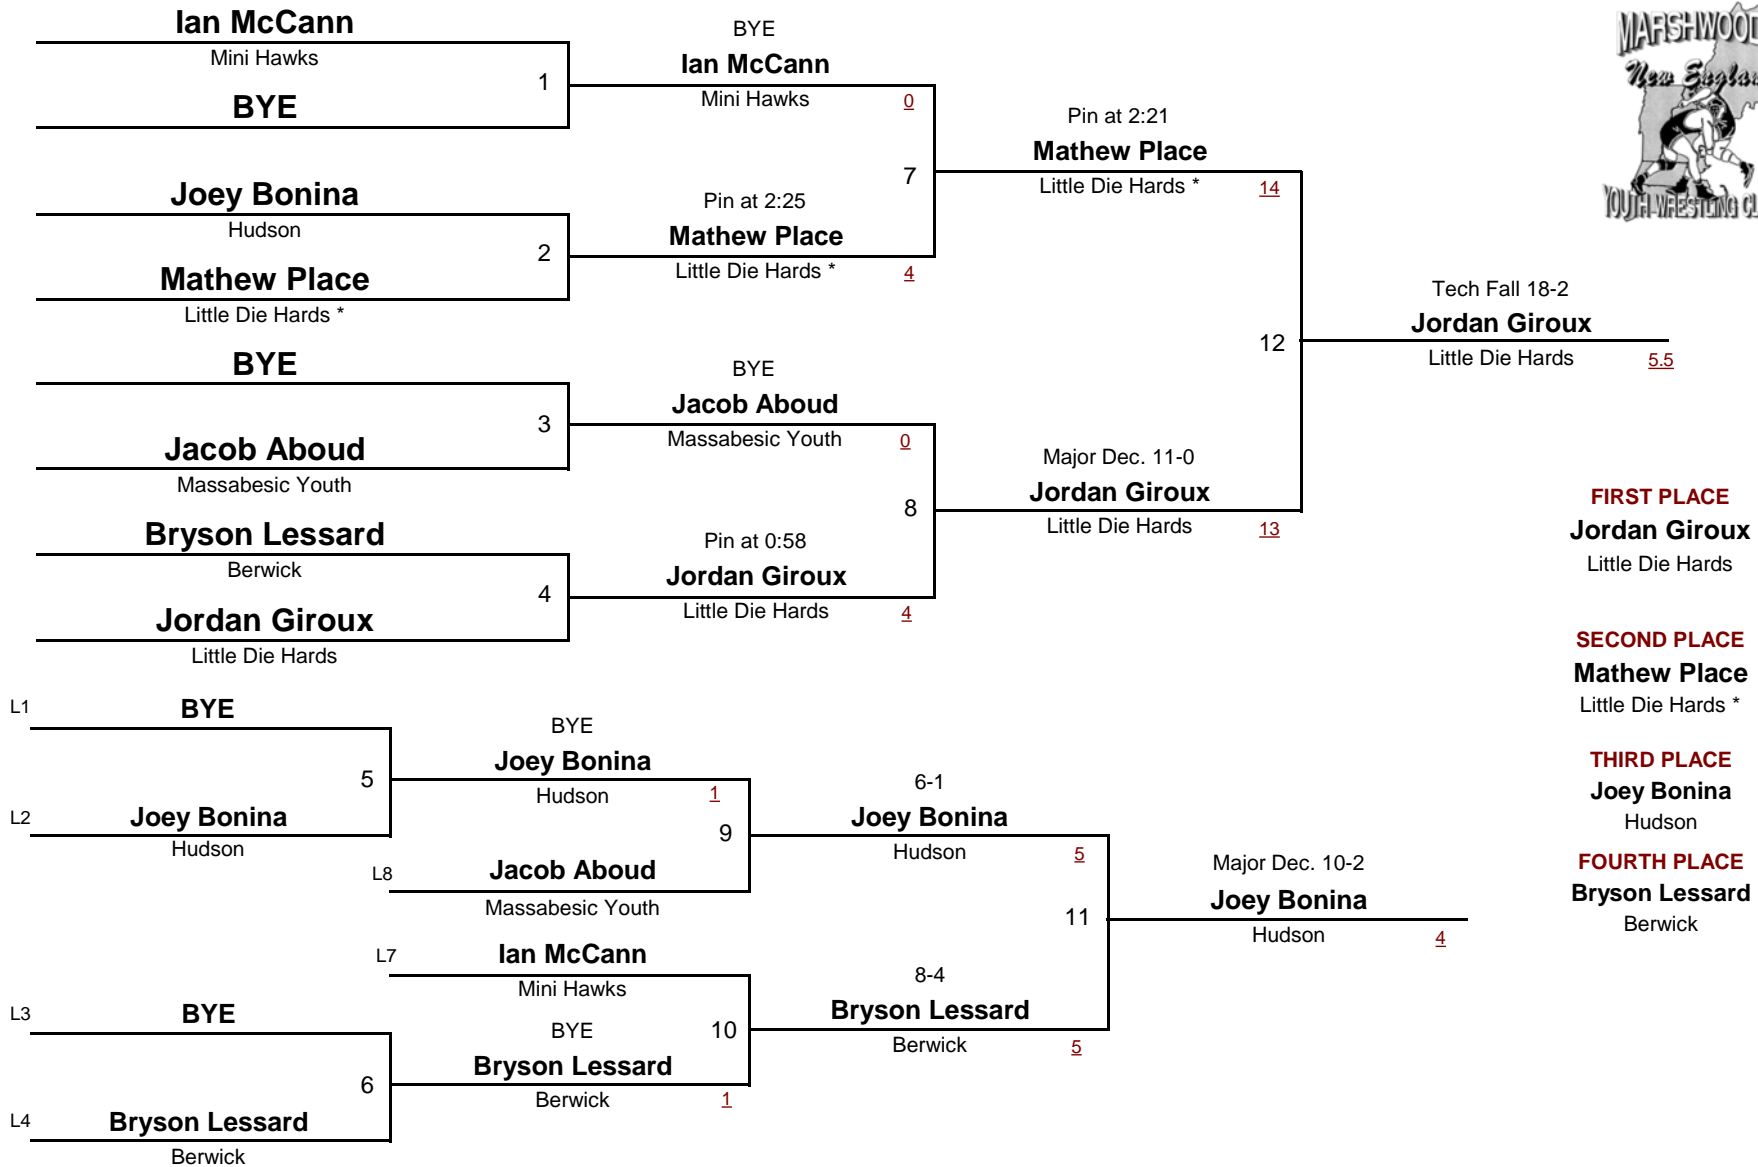 Ian McCann
Mini Hawks
1
BYE
Joey Bonina
Hudson
2
Mathew Place
Little Die Hards *
BYE
3
Jacob Aboud
Massabesic Youth
Bryson Lessard
Berwick
4
Jordan Giroux
Little Die Hards
BYE
Ian McCann
Mini Hawks 0
7
Pin at 2:25
Mathew Place
Little Die Hards * 4
BYE
Jacob Aboud
Massabesic Youth 0
8
Pin at 0:58
Jordan Giroux
Little Die Hards 4
Pin at 2:21
Mathew Place
Little Die Hards * 14
12
Major Dec. 11-0
Jordan Giroux
Little Die Hards 13
Tech Fall 18-2
Jordan Giroux
Little Die Hards 5.5
MARSHWOOD
New England
YOUTH WRESTLING CL
FIRST PLACE
Jordan Giroux
Little Die Hards
SECOND PLACE
Mathew Place
Little Die Hards *
THIRD PLACE
Joey Bonina
Hudson
FOURTH PLACE
Bryson Lessard
Berwick
L1 BYE
5
L2 Joey Bonina
Hudson
BYE
Joey Bonina
Hudson 1
9
L8 Jacob Aboud
Massabesic Youth
L7 Ian McCann
Mini Hawks
L3 BYE
6
L4 Bryson Lessard
Berwick
BYE 10
Bryson Lessard
Berwick 1
6-1
Joey Bonina
Hudson 5
11
8-4
Bryson Lessard
Berwick 5
Major Dec. 10-2
Joey Bonina
Hudson 4